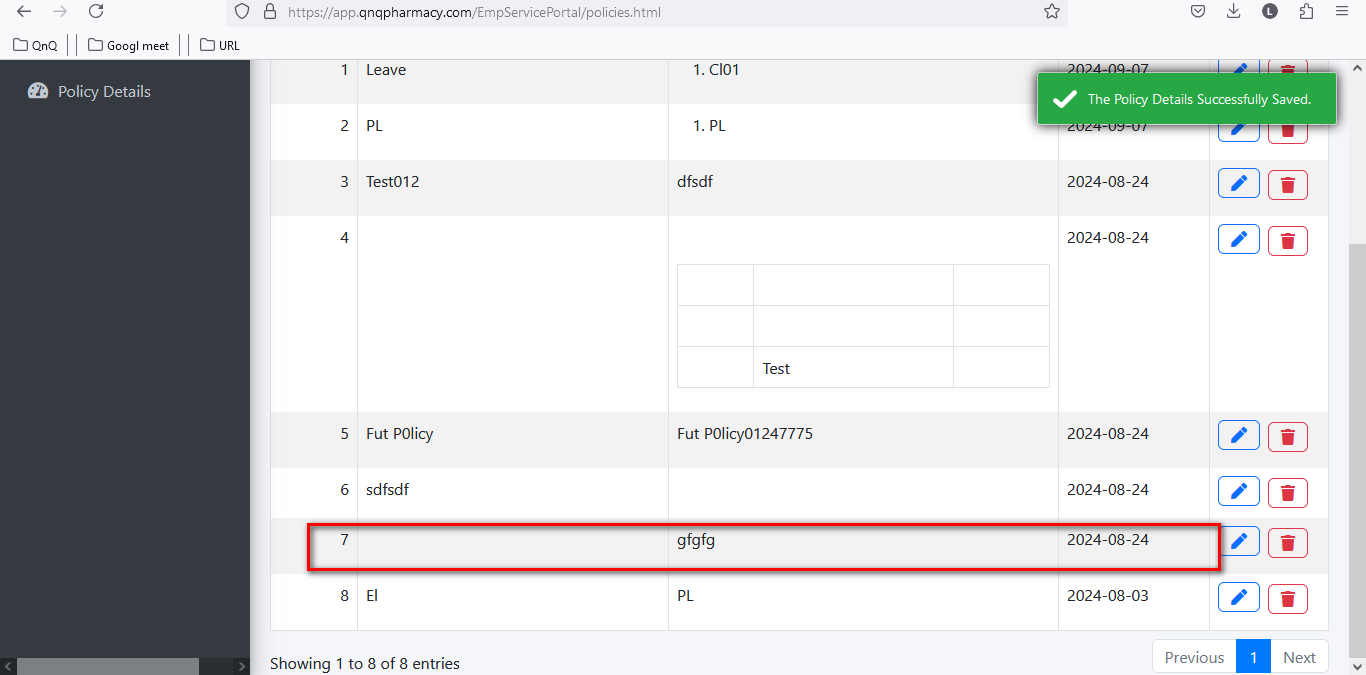 https://app.qnqpharmacy.com/EmpServicePortal/policies.html
L
QnQ
Googl meet
URL
Policy Details
1 Leave 1. Cl01 2024-09-07
The Policy Details Successfully Saved.
2 PL 1. PL 2024-09-07
3 Test012 dfsdf 2024-08-24
4 2024-08-24
Test
5 Fut P0licy Fut P0licy01247775 2024-08-24
6 sdfsdf 2024-08-24
7 gfgfg 2024-08-24
8 El PL 2024-08-03
Showing 1 to 8 of 8 entries
Previous 1 Next